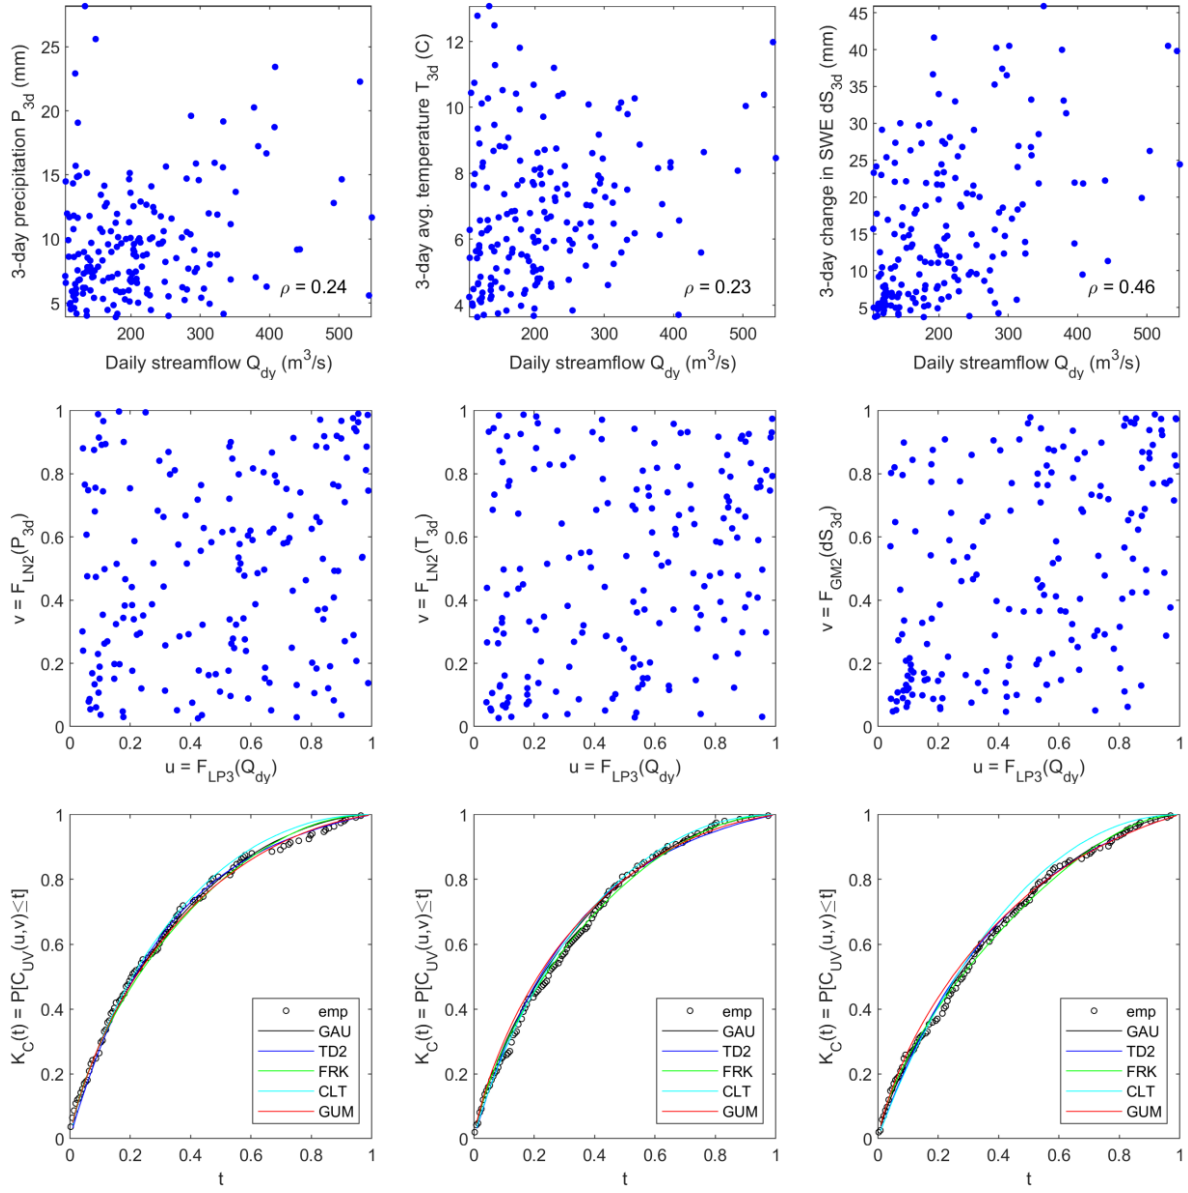 3-day precipitation P3d (mm)
25
20
15
10
5
200 300 400 500
ρ = 0.24
Daily streamflow Qdy (m³/s)
3-day avg. temperature T3d (C)
12
10
8
6
4
200 300 400 500
ρ = 0.23
Daily streamflow Qdy (m³/s)
3-day change in SWE dS3d (mm)
45
40
35
30
25
20
15
10
5
200 300 400 500
ρ = 0.46
Daily streamflow Qdy (m³/s)
v = FLN2(P3d)
1
0.8
0.6
0.4
0.2
0
0 0.2 0.4 0.6 0.8 1
u = FLP3(Qdy)
v = FLN2(T3d)
1
0.8
0.6
0.4
0.2
0
0 0.2 0.4 0.6 0.8 1
u = FLP3(Qdy)
v = FGM2(dS3d)
1
0.8
0.6
0.4
0.2
0
0 0.2 0.4 0.6 0.8 1
u = FLP3(Qdy)
KC(t) = P[CUV(u,v)≤t]
1
0.8
0.6
0.4
0.2
0
0 0.2 0.4 0.6 0.8 1
t
emp
GAU
TD2
FRK
CLT
GUM
KC(t) = P[CUV(u,v)≤t]
1
0.8
0.6
0.4
0.2
0
0 0.2 0.4 0.6 0.8 1
t
emp
GAU
TD2
FRK
CLT
GUM
KC(t) = P[CUV(u,v)≤t]
1
0.8
0.6
0.4
0.2
0
0 0.2 0.4 0.6 0.8 1
t
emp
GAU
TD2
FRK
CLT
GUM